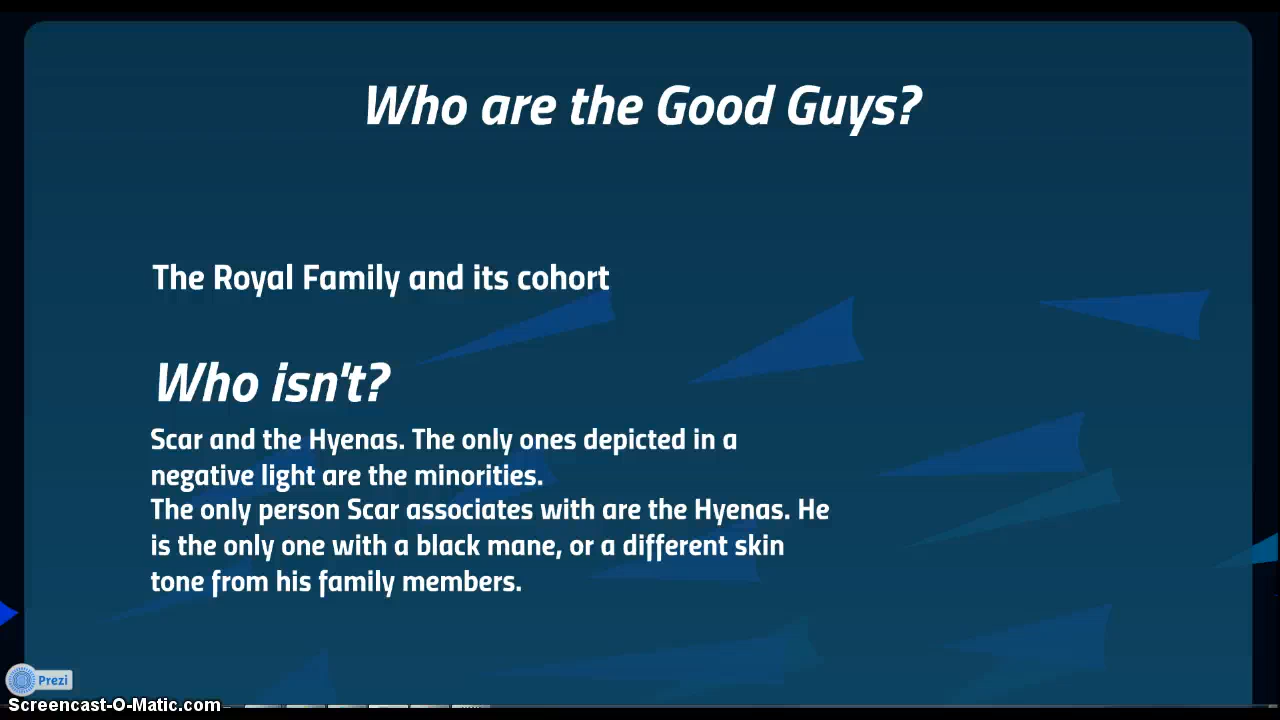 Who are the Good Guys?
The Royal Family and its cohort
Who isn't?
Scar and the Hyenas. The only ones depicted in a
negative light are the minorities.
The only person Scar associates with are the Hyenas. He
is the only one with a black mane, or a different skin
tone from his family members.
Prezi
Screencast-O-Matic.com